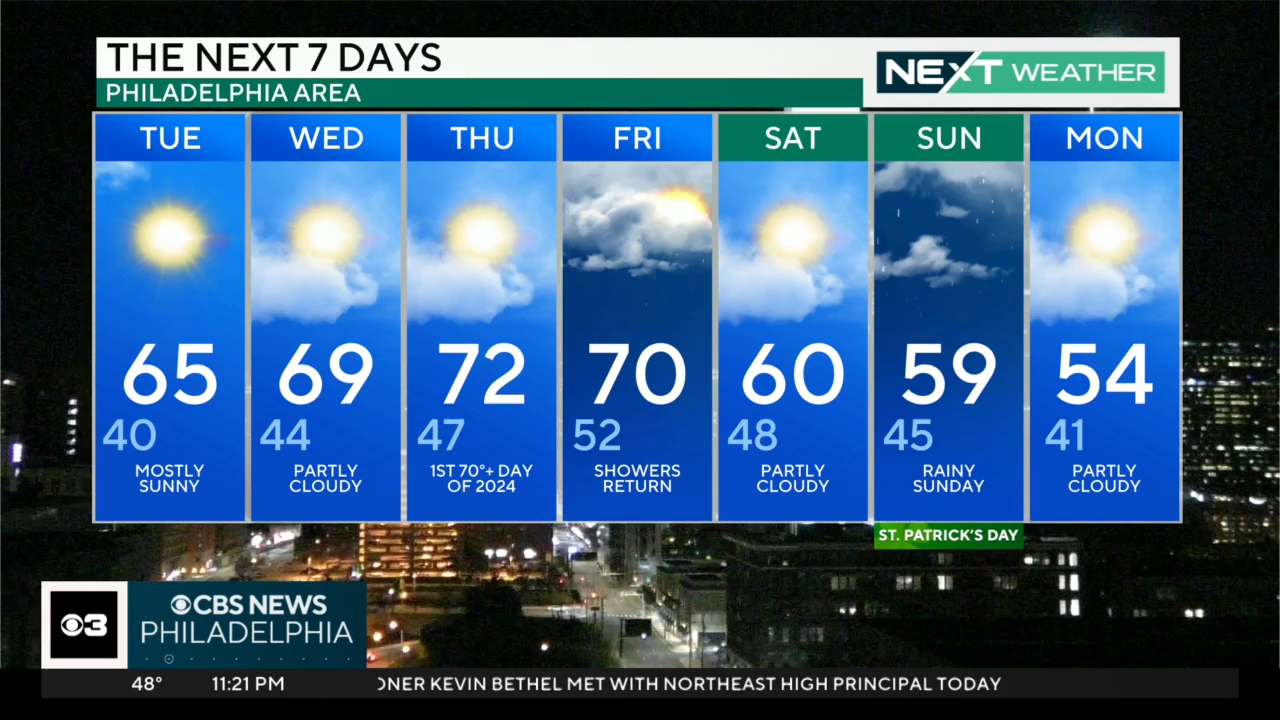 THE NEXT 7 DAYS
PHILADELPHIA AREA
NEXT WEATHER
TUE
65
40
MOSTLY
SUNNY
WED
69
44
PARTLY
CLOUDY
THU
72
47
1ST 70°+ DAY
OF 2024
FRI
70
52
SHOWERS
RETURN
SAT
60
48
PARTLY
CLOUDY
SUN
59
45
RAINY
SUNDAY
ST. PATRICK'S DAY
MON
54
41
PARTLY
CLOUDY
3
CBS NEWS
PHILADELPHIA
48° 11:21 PM KEVIN BETHEL MET WITH NORTHEAST HIGH PRINCIPAL TODAY